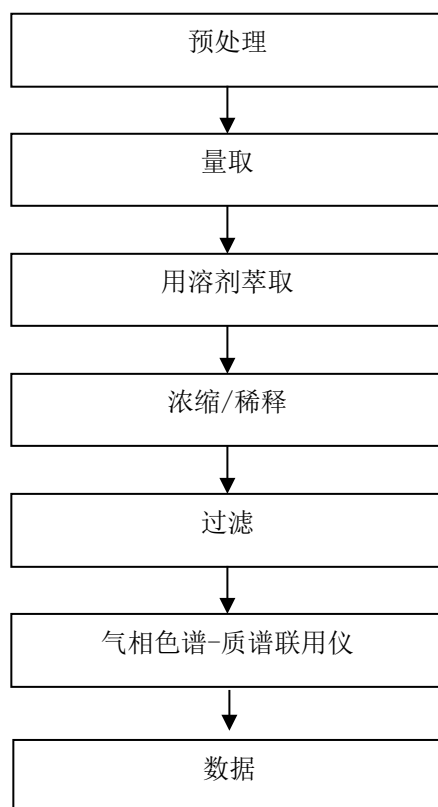 预处理
量取
用溶剂萃取
浓缩/稀释
过滤
气相色谱-质谱联用仪
数据